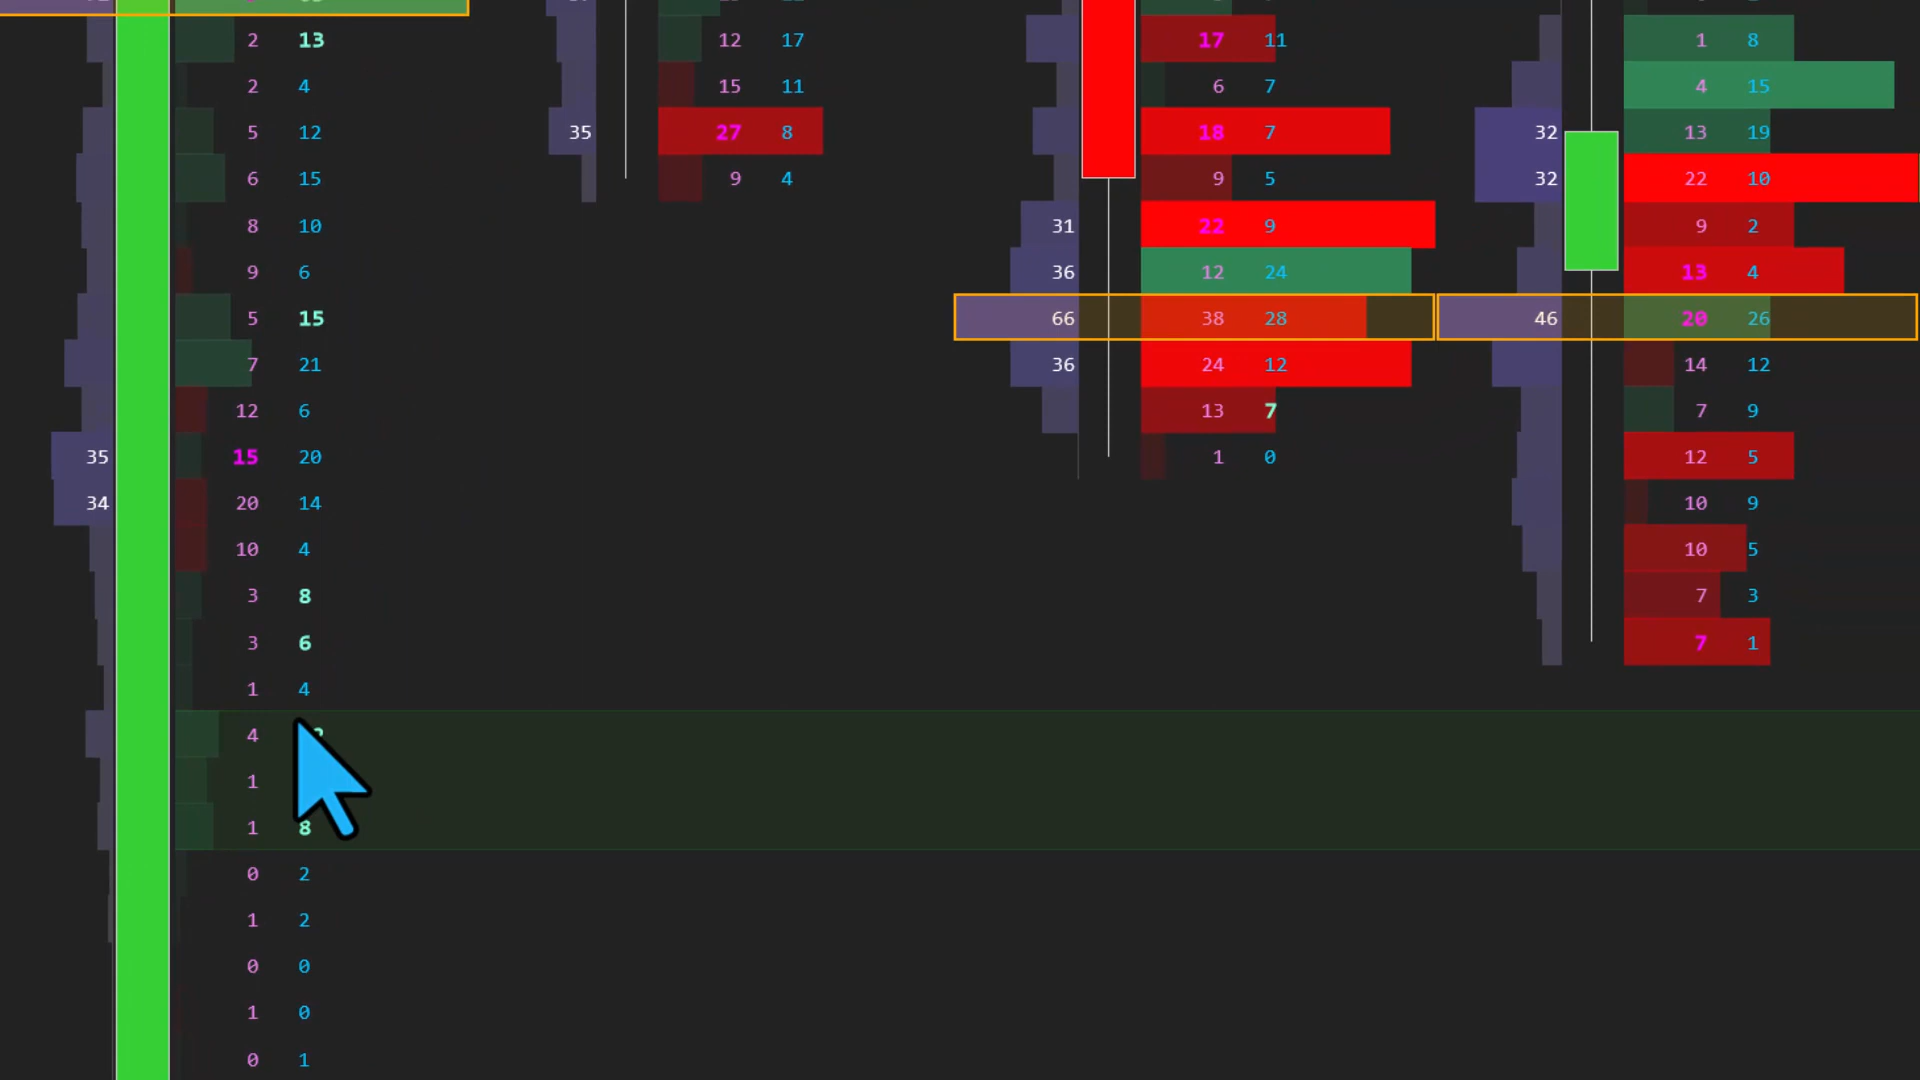 2 13 12 17 17 11 1 8
2 4 15 11 6 7 4 15
5 12 35 27 8 18 7 32 13 19
6 15 9 4 9 5 32 22 10
8 10 31 22 9 9 2
9 6 36 12 24 13 4
5 15 66 38 28 46 20 26
7 21 36 24 12 14 12
12 6 13 7 7 9
35 15 20 1 0 12 5
34 20 14 10 9
10 4 10 5
3 8 7 3
3 6 7 1
1 4
4
1
1 8
0 2
1 2
0 0
1 0
0 1